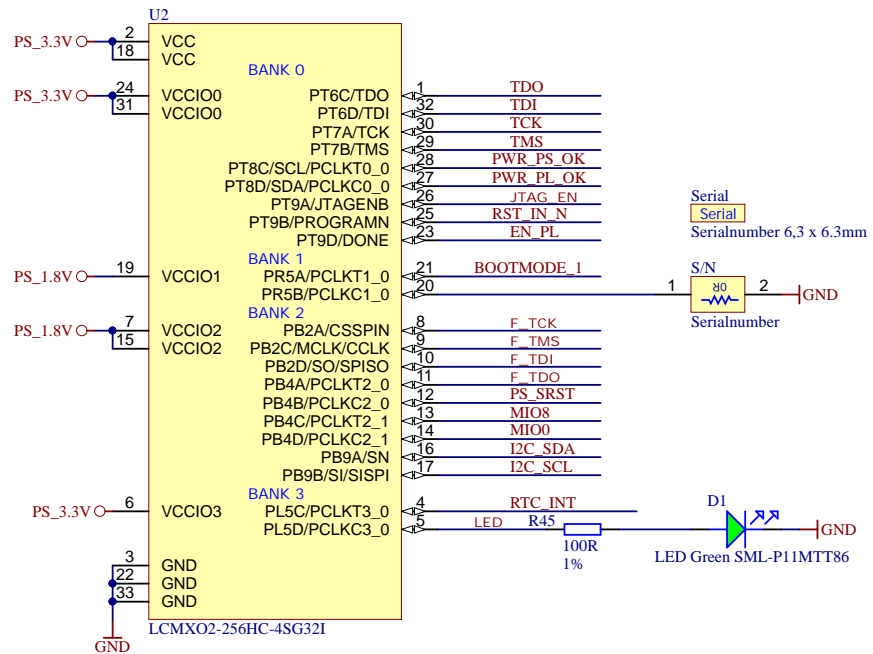 U2
PS_3.3V 2 VCC
18 VCC
BANK 0
PS_3.3V 24 VCCIO0 PT6C/TDO 1 TDO
31 VCCIO0 PT6D/TDI 32 TDI
PT7A/TCK 30 TCK
PT7B/TMS 29 TMS
PT8C/SCL/PCLKT0_0 28 PWR_PS_OK
PT8D/SDA/PCLKC0_0 27 PWR_PL_OK
PT9A/JTAGENB 26 JTAG_EN
PT9B/PROGRAMN 25 RST_IN_N
PT9D/DONE 23 EN_PL
Serial
Serial
Serialnumber 6,3 x 6.3mm
BANK 1
PS_1.8V 19 VCCIO1 PR5A/PCLKT1_0 21 BOOTMODE_1
PR5B/PCLKC1_0 20
S/N
1 0R 2 GND
Serialnumber
BANK 2
PS_1.8V 7 VCCIO2 PB2A/CSSPIN 8 F_TCK
15 VCCIO2 PB2C/MCLK/CCLK 9 F_TMS
PB2D/SO/SPISO 10 F_TDI
PB4A/PCLKT2_0 11 F_TDO
PB4B/PCLKC2_0 12 PS_SRST
PB4C/PCLKT2_1 13 MIO8
PB4D/PCLKC2_1 14 MIO0
PB9A/SN 16 I2C_SDA
PB9B/SI/SISPI 17 I2C_SCL
BANK 3
PS_3.3V 6 VCCIO3 PL5C/PCLKT3_0 4 RTC_INT
PL5D/PCLKC3_0 5 LED R45
100R
1%
D1
GND
LED Green SML-P11MTT86
3 GND
22 GND
33 GND
GND
LCMXO2-256HC-4SG32I